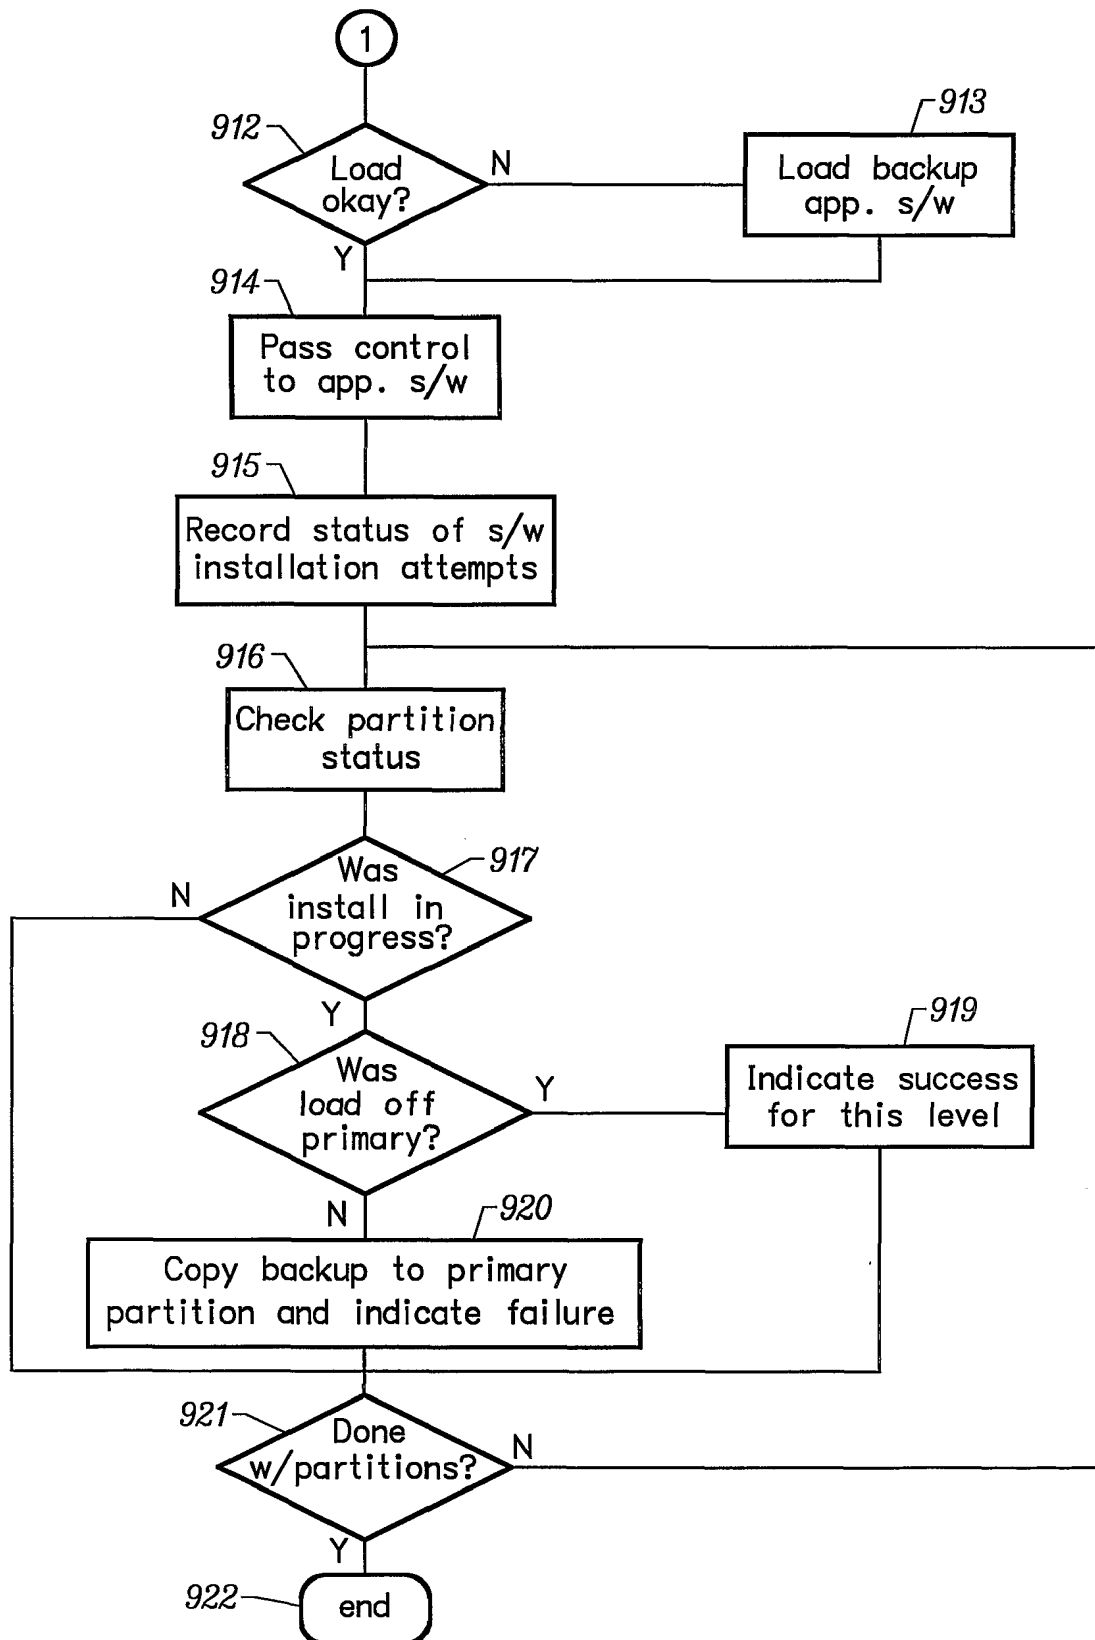 1
912
Load
okay?
N
913
Load backup
app. s/w
Y
914
Pass control
to app. s/w
915
Record status of s/w
installation attempts
916
Check partition
status
917
Was
install in
progress?
N
Y
918
Was
load off
primary?
Y
919
Indicate success
for this level
N
920
Copy backup to primary
partition and indicate failure
921
Done
w/partitions?
N
Y
922
end